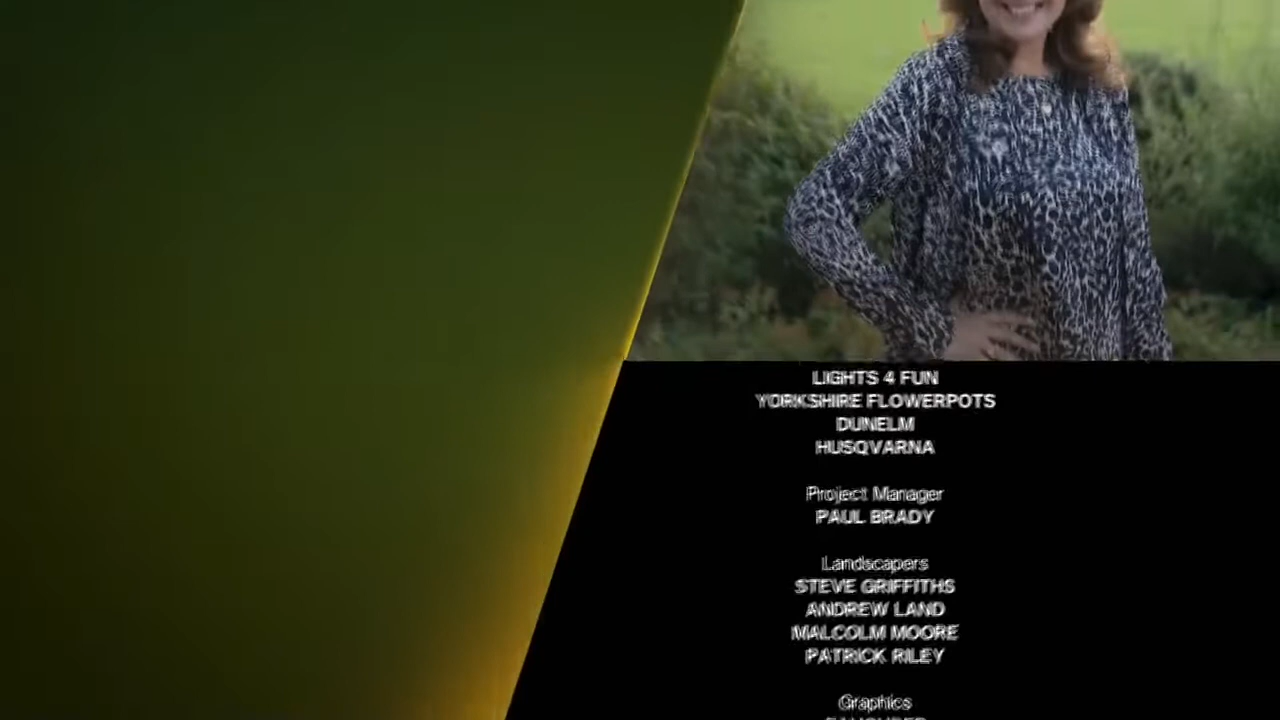 LIGHTS 4 FUN
YORKSHIRE FLOWERPOTS
DUNELM
HUSQVARNA
Project Manager
PAUL BRADY
Landscapers
STEVE GRIFFITHS
ANDREW LAND
MALCOLM MOORE
PATRICK RILEY
Graphics